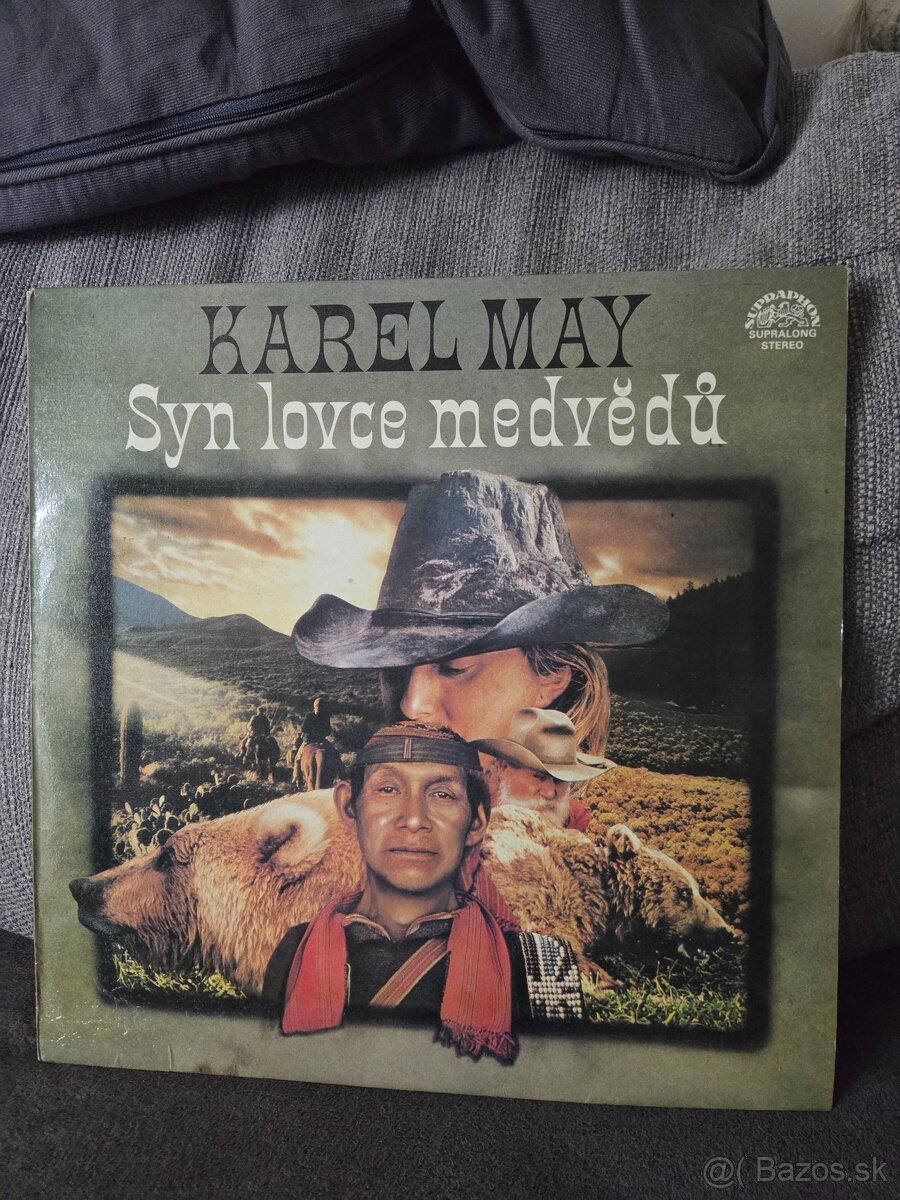 KAREL MAY
Syn lovce medvědů
SUPRAPHON
SUPRALONG
STEREO
@( Bazos.sk